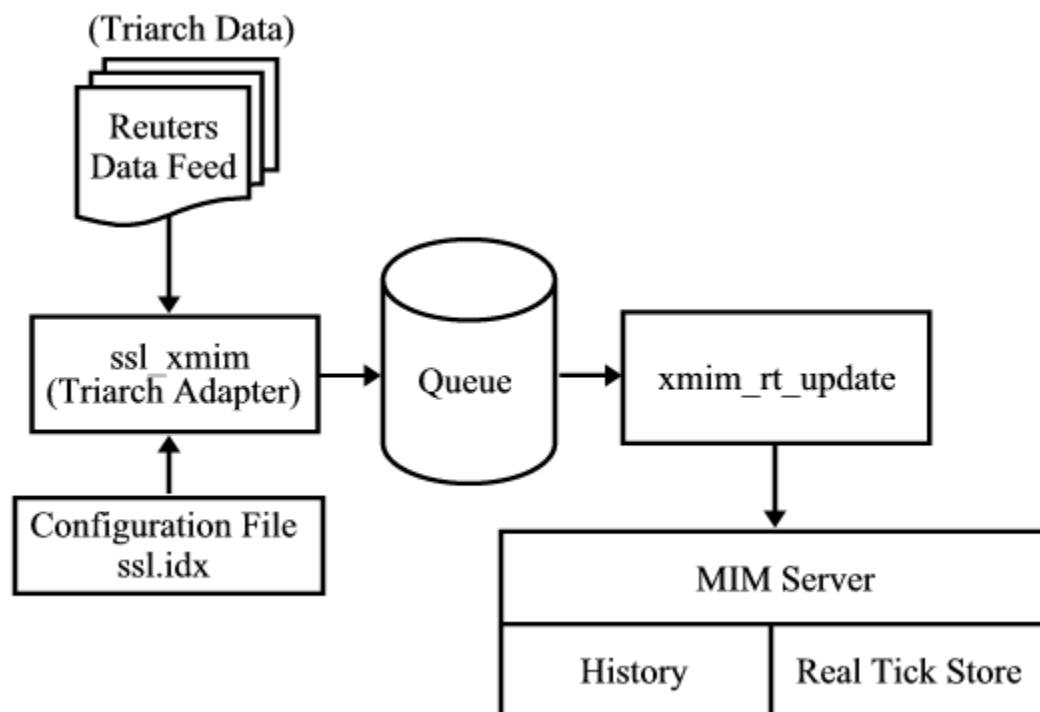 (Triarch Data)
Reuters
Data Feed
ssl_xmim
(Triarch Adapter)
Queue
xmim_rt_update
Configuration File
ssl.idx
MIM Server
History
Real Tick Store